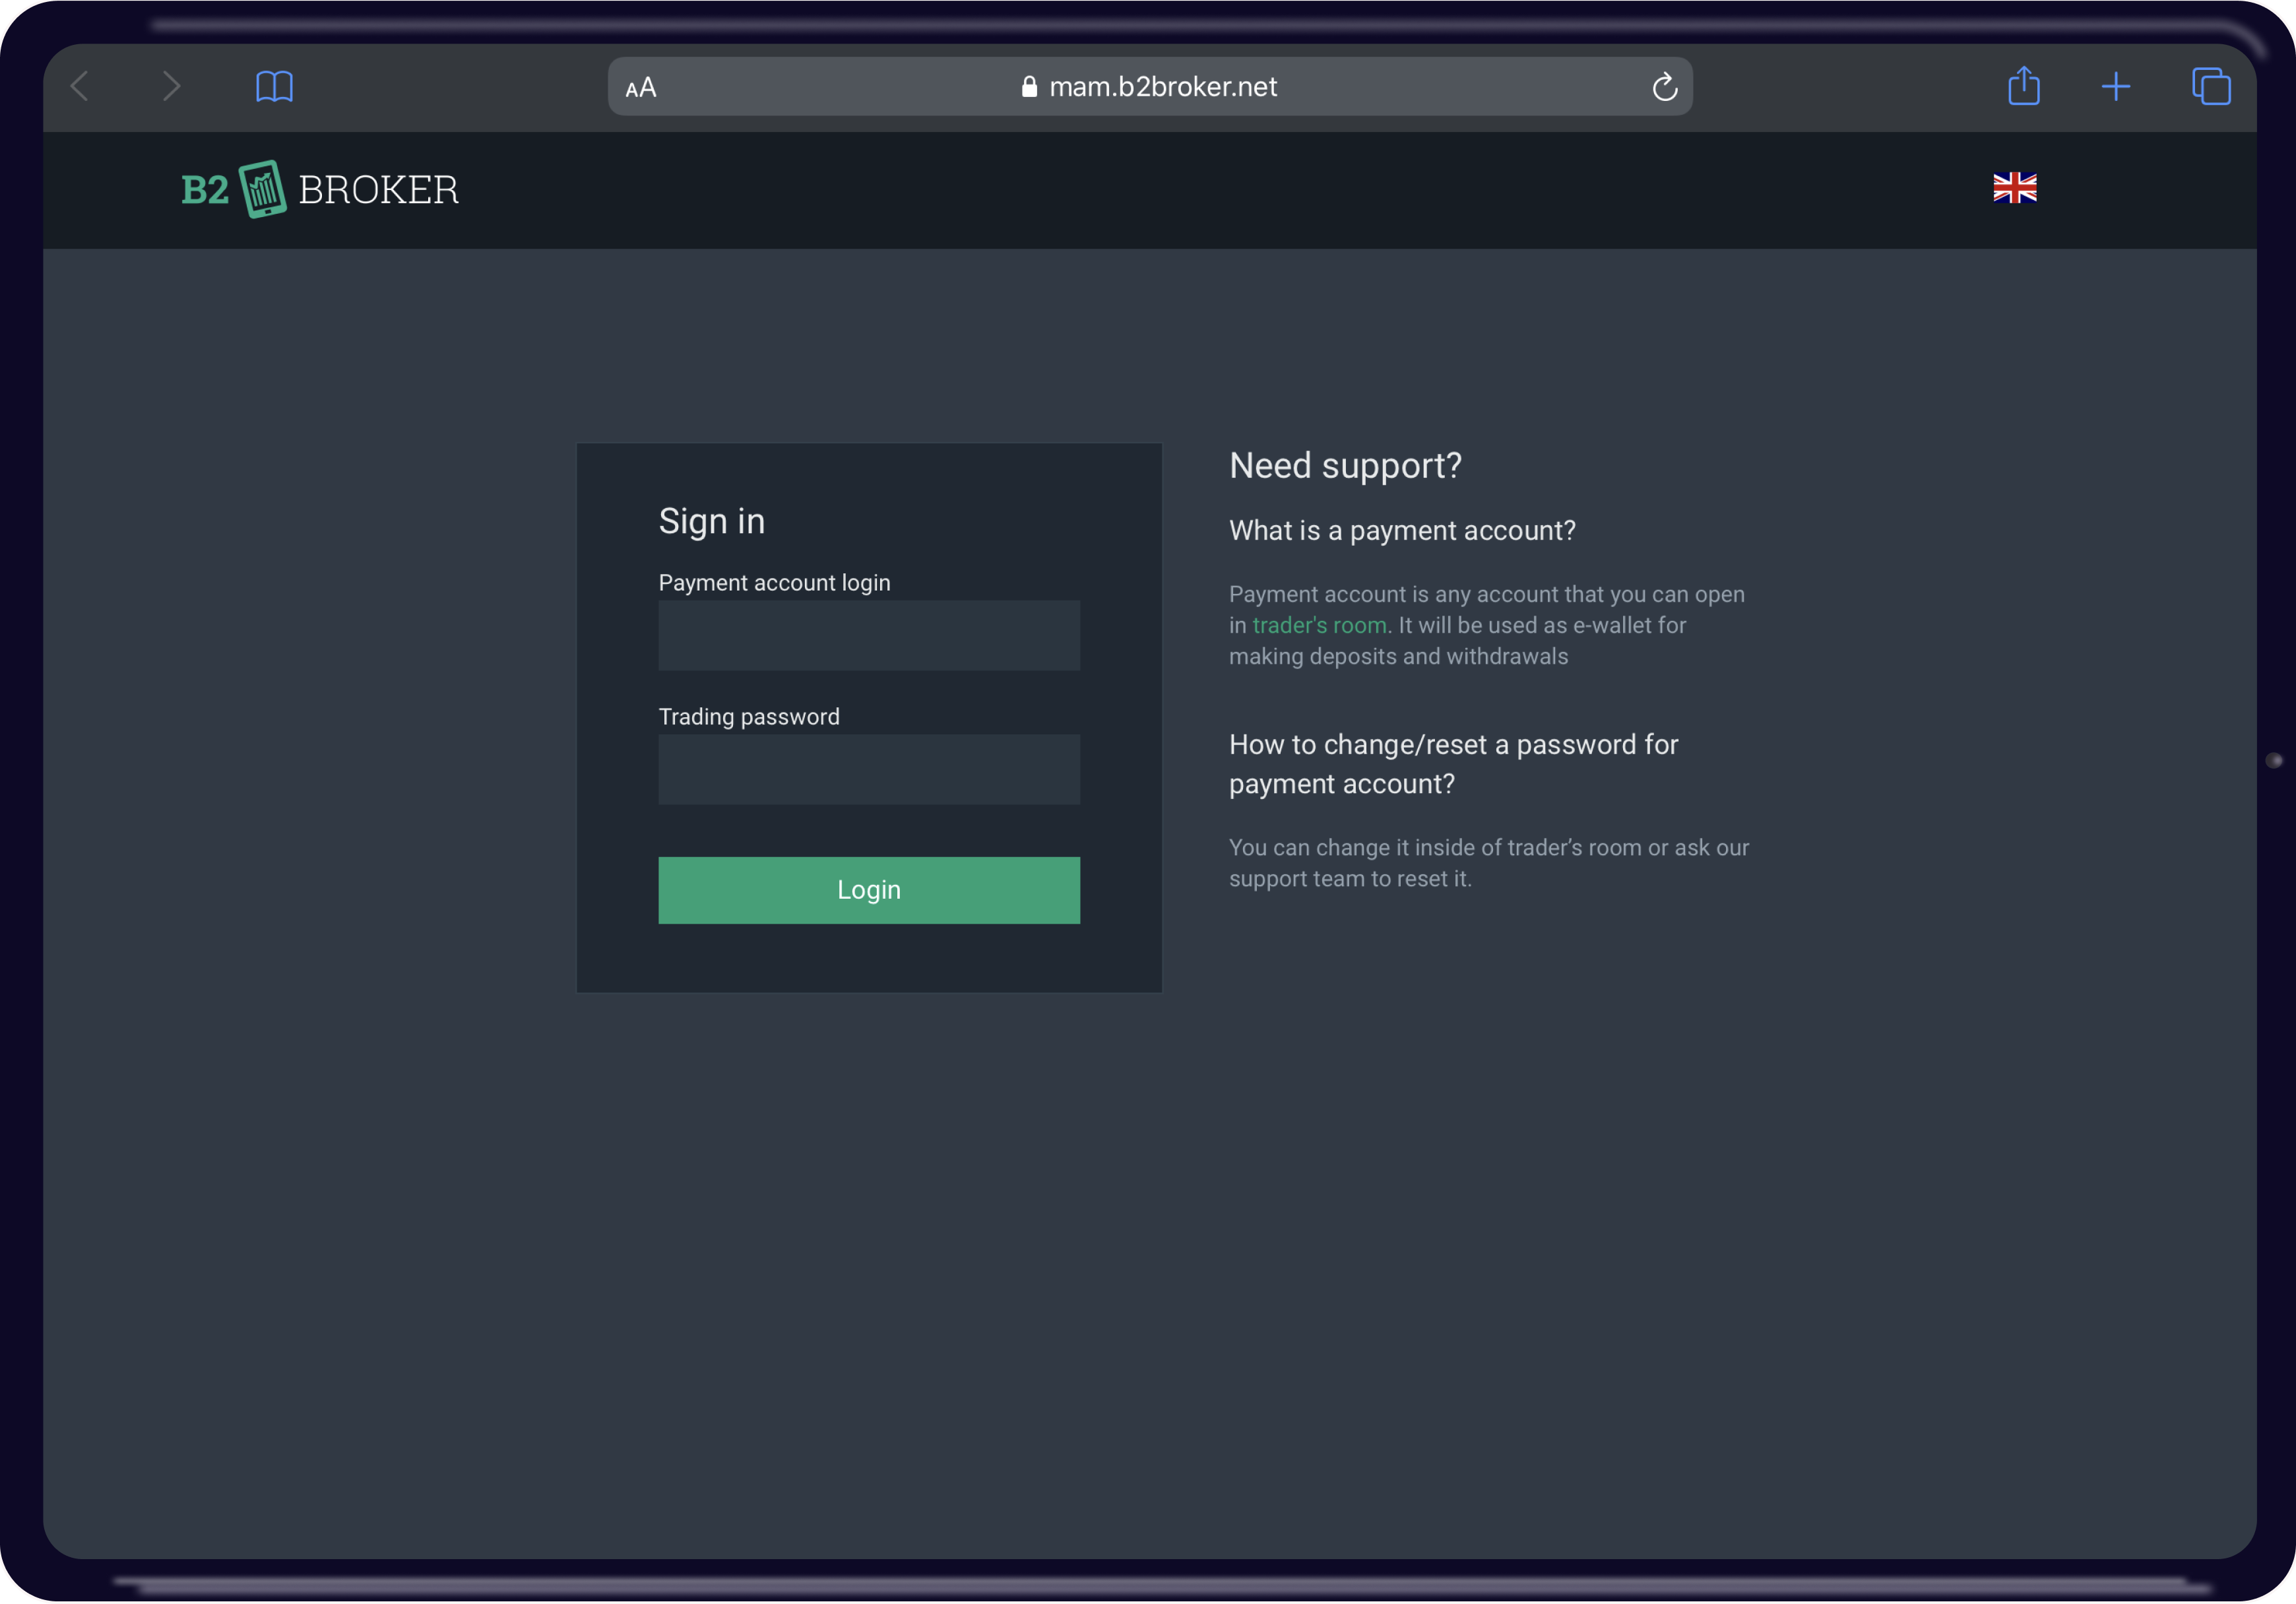 AA
mam.b2broker.net
B2 BROKER
Sign in
Payment account login
Trading password
Login
Need support?
What is a payment account?
Payment account is any account that you can open
in trader's room. It will be used as e-wallet for
making deposits and withdrawals
How to change/reset a password for
payment account?
You can change it inside of trader’s room or ask our
support team to reset it.